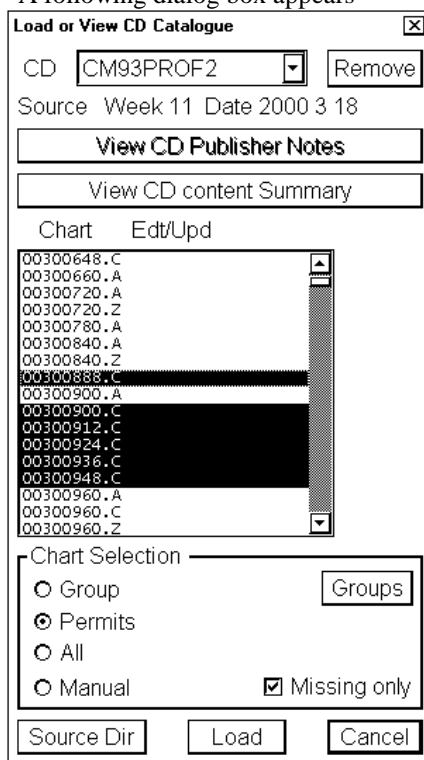 A following dialog box appears
Load or View CD Catalogue
CD CM93PROF2 Remove
Source Week 11 Date 2000 3 18
View CD Publisher Notes
View CD content Summary
Chart Edt/Upd
00300648.C
00300660.A
00300720.A
00300720.Z
00300780.A
00300840.A
00300840.Z
00300888.C
00300900.A
00300900.C
00300912.C
00300924.C
00300936.C
00300948.C
00300960.A
00300960.C
00300960.Z
Chart Selection
Group Groups
Permits
All
Manual Missing only
Source Dir Load Cancel